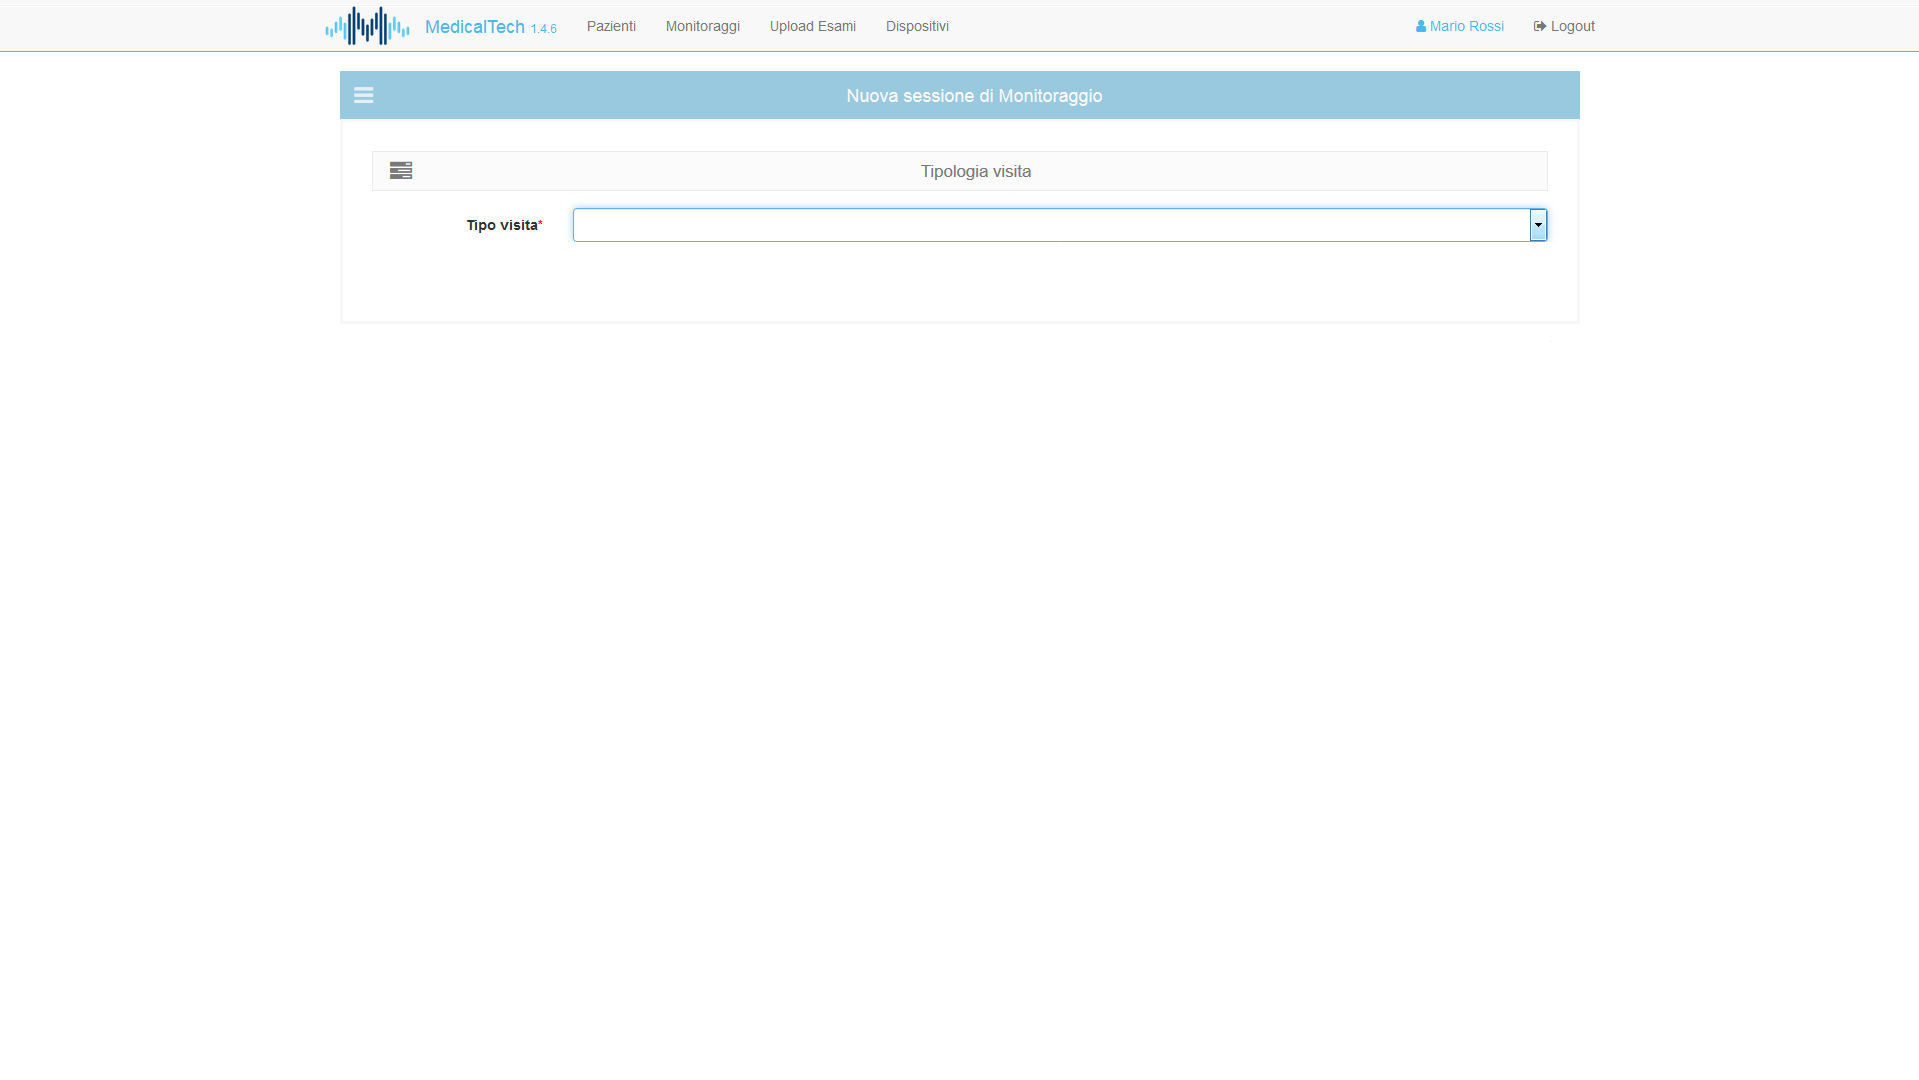 MedicalTech 1.4.6 Pazienti Monitoraggi Upload Esami Dispositivi Mario Rossi Logout
Nuova sessione di Monitoraggio
Tipologia visita
Tipo visita*